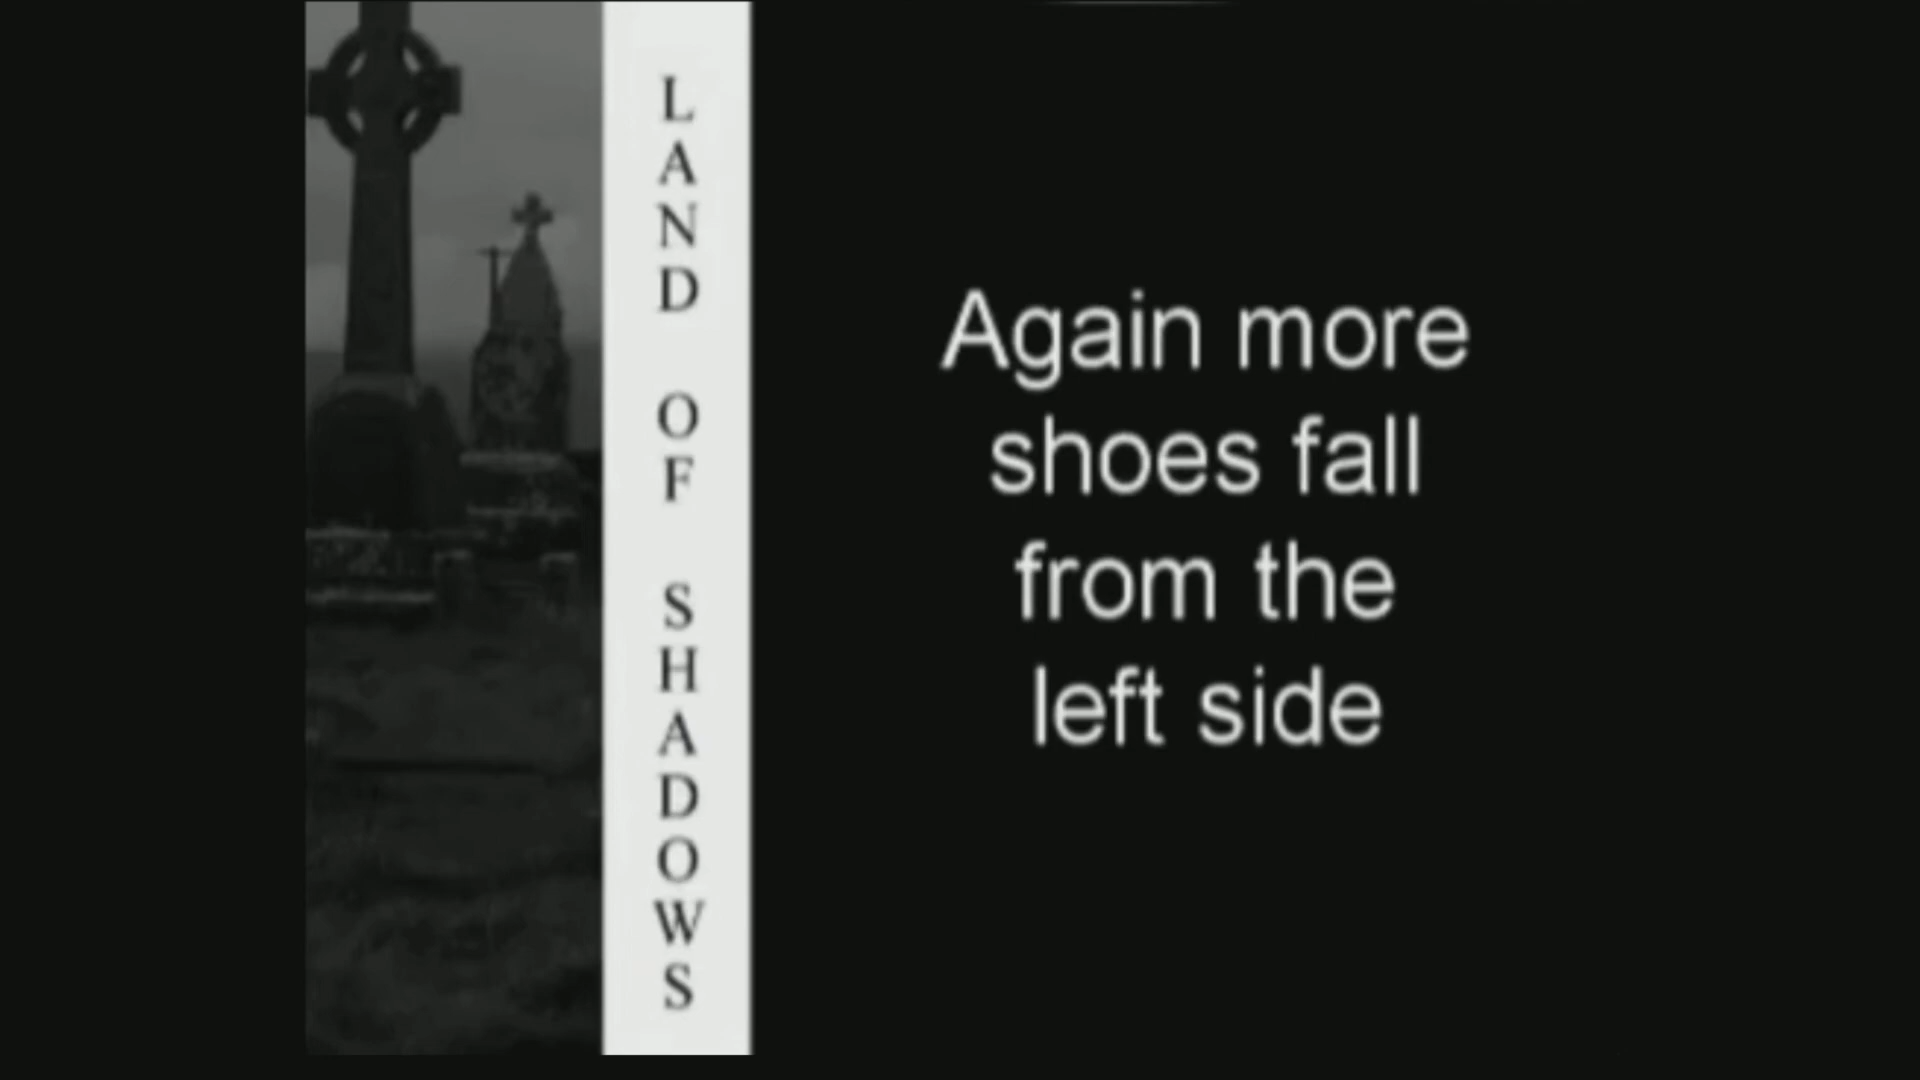 LAND OF SHADOWS
Again more
shoes fall
from the
left side